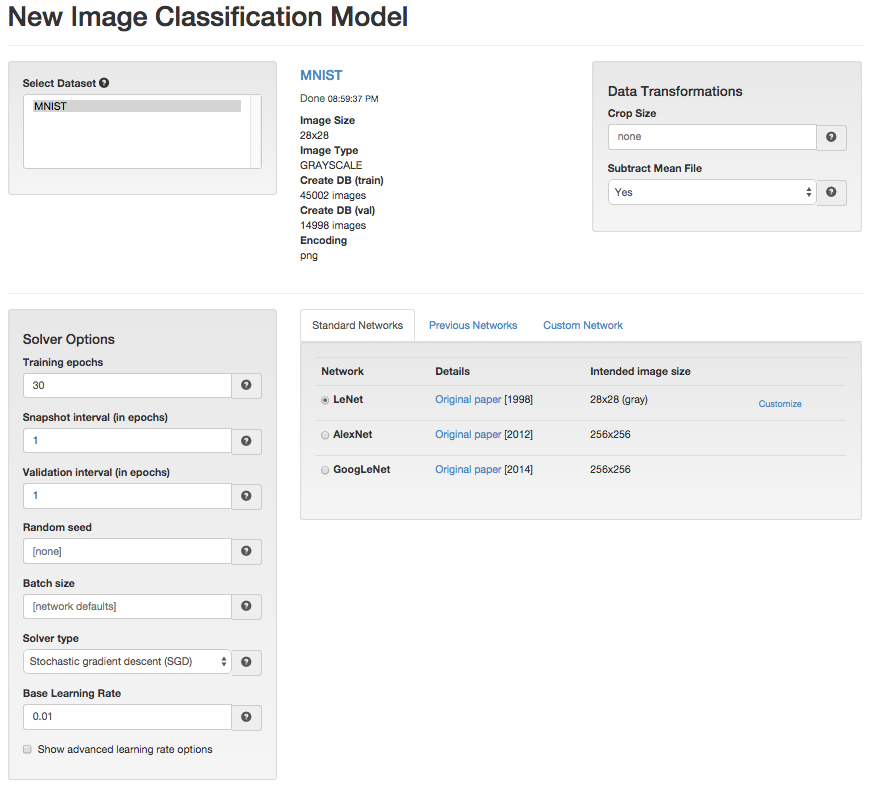 New Image Classification Model
Select Dataset
MNIST
MNIST
Done 08:59:37 PM
Image Size
28x28
Image Type
GRAYSCALE
Create DB (train)
45002 images
Create DB (val)
14998 images
Encoding
png
Data Transformations
Crop Size
none
Subtract Mean File
Yes
Solver Options
Training epochs
30
Snapshot interval (in epochs)
1
Validation interval (in epochs)
1
Random seed
[none]
Batch size
[network defaults]
Solver type
Stochastic gradient descent (SGD)
Base Learning Rate
0.01
Show advanced learning rate options
Standard Networks Previous Networks Custom Network
Network Details Intended image size
LeNet Original paper [1998] 28x28 (gray) Customize
AlexNet Original paper [2012] 256x256
GoogLeNet Original paper [2014] 256x256